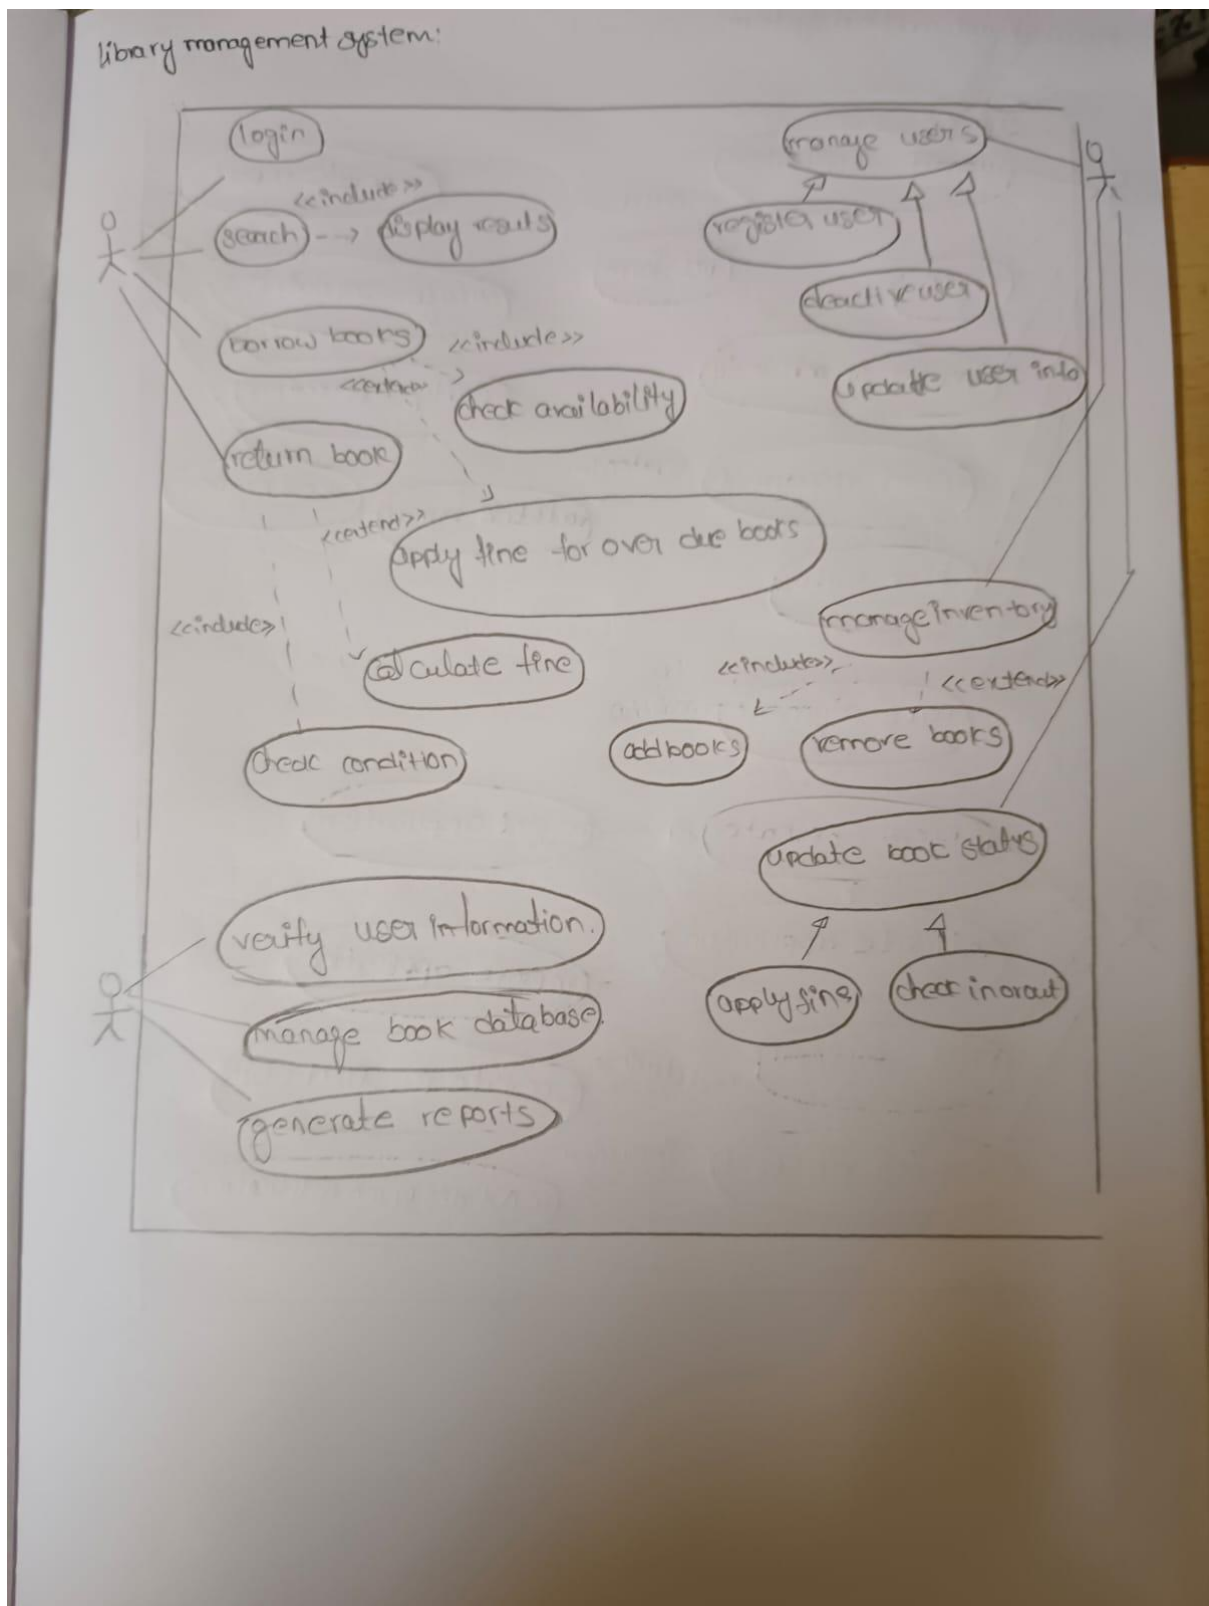 library management system:
login
manage users
<<include>>
search
display results
register user
deactive user
borrow books
<<include>>
update user info
check availability
return book
<<extend>>
apply fine for over due books
manage inventory
<<include>>
calculate fine
<<include>>
<<extend>>
check condition
add books
remove books
update book status
verify user information.
apply fine
check in or out
manage book database.
generate reports